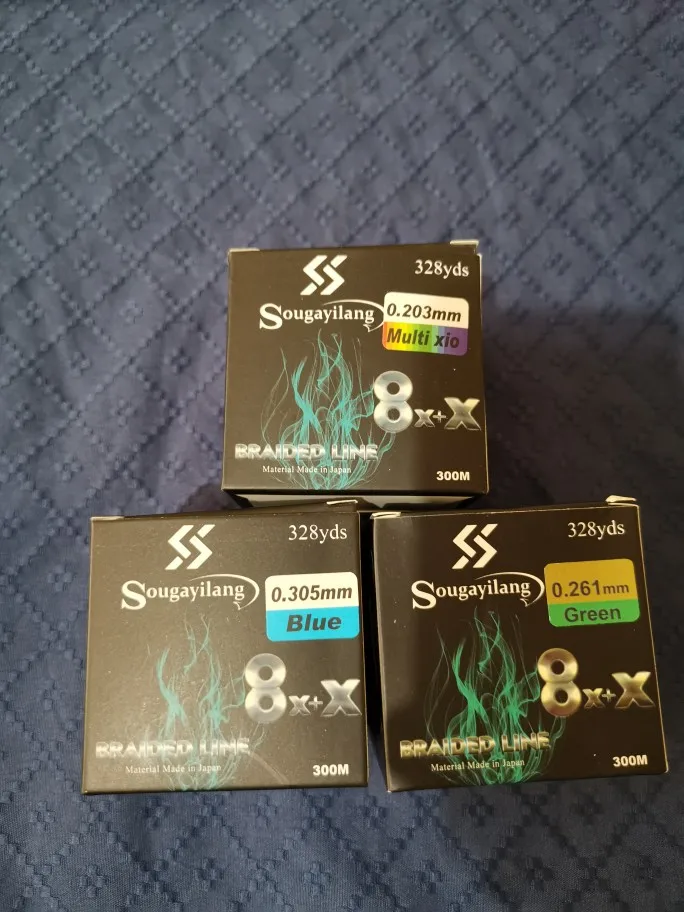 328yds
Sougayilang
0.203mm
Multi xio
8x+x
BRAIDED LINE
Material Made in Japan
300M
328yds
Sougayilang
0.305mm
Blue
8x+x
BRAIDED LINE
Material Made in Japan
300M
328yds
Sougayilang
0.261mm
Green
8x+x
BRAIDED LINE
Material Made in Japan
300M